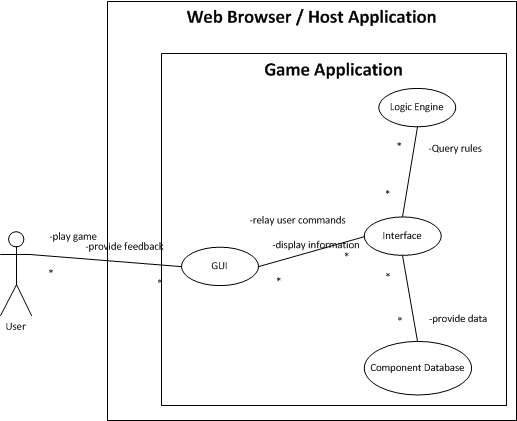 Web Browser / Host Application
Game Application
Logic Engine
*
-Query rules
*
-relay user commands
Interface
-play game
-provide feedback
-display information
*
GUI
*
*
*
*
User
*
-provide data
Component Database